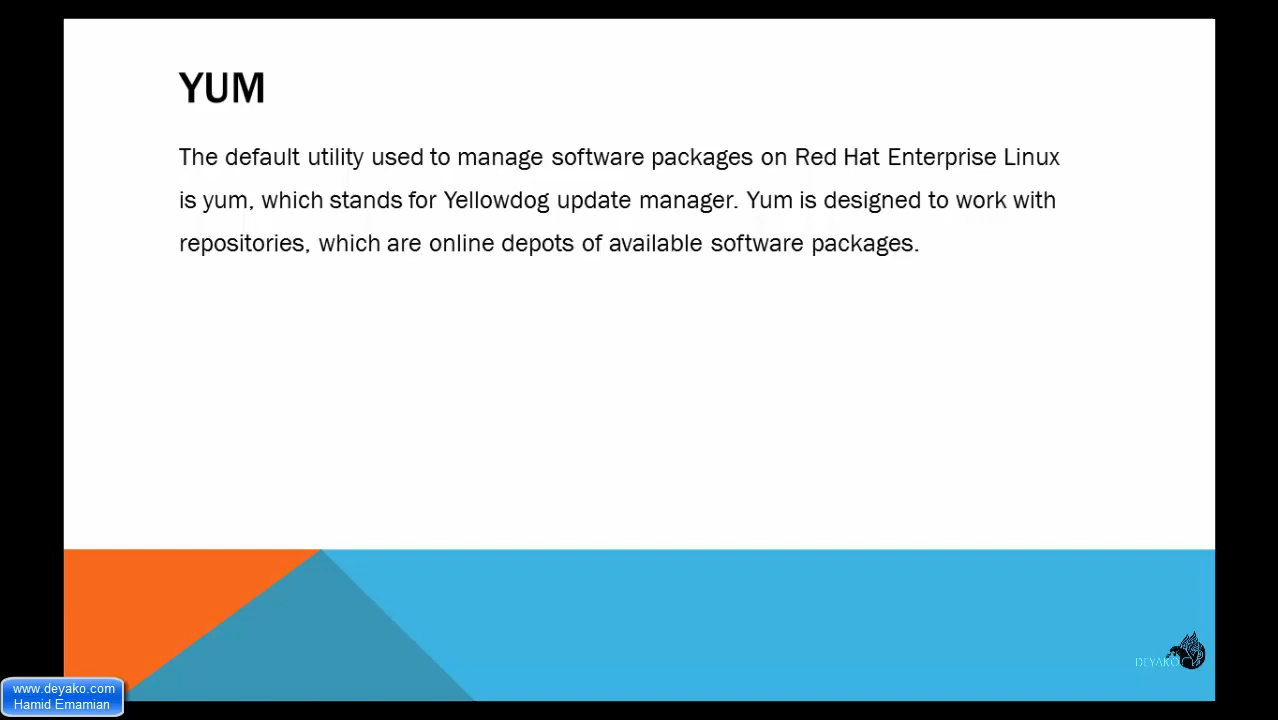 YUM
The default utility used to manage software packages on Red Hat Enterprise Linux
is yum, which stands for Yellowdog update manager. Yum is designed to work with
repositories, which are online depots of available software packages.
DEYAKO
www.deyako.com
Hamid Emamian